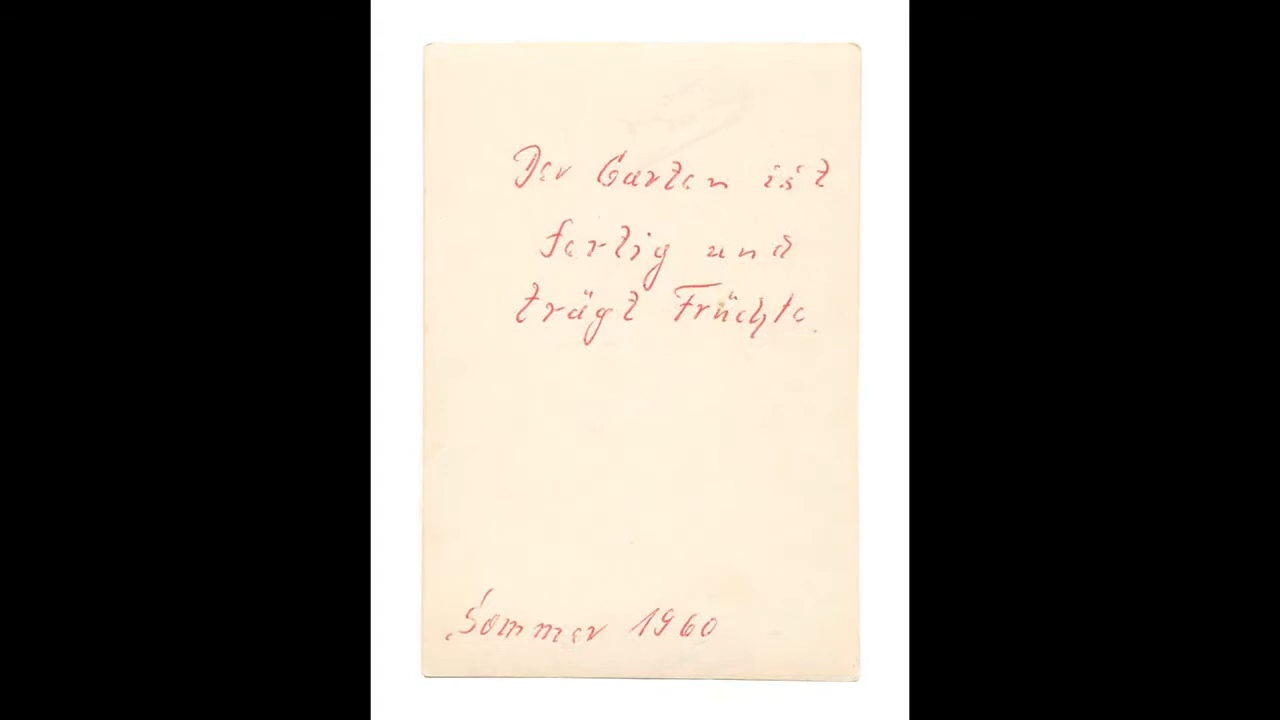 Der Garten ist
fertig und
trägt Früchte.
Sommer 1960